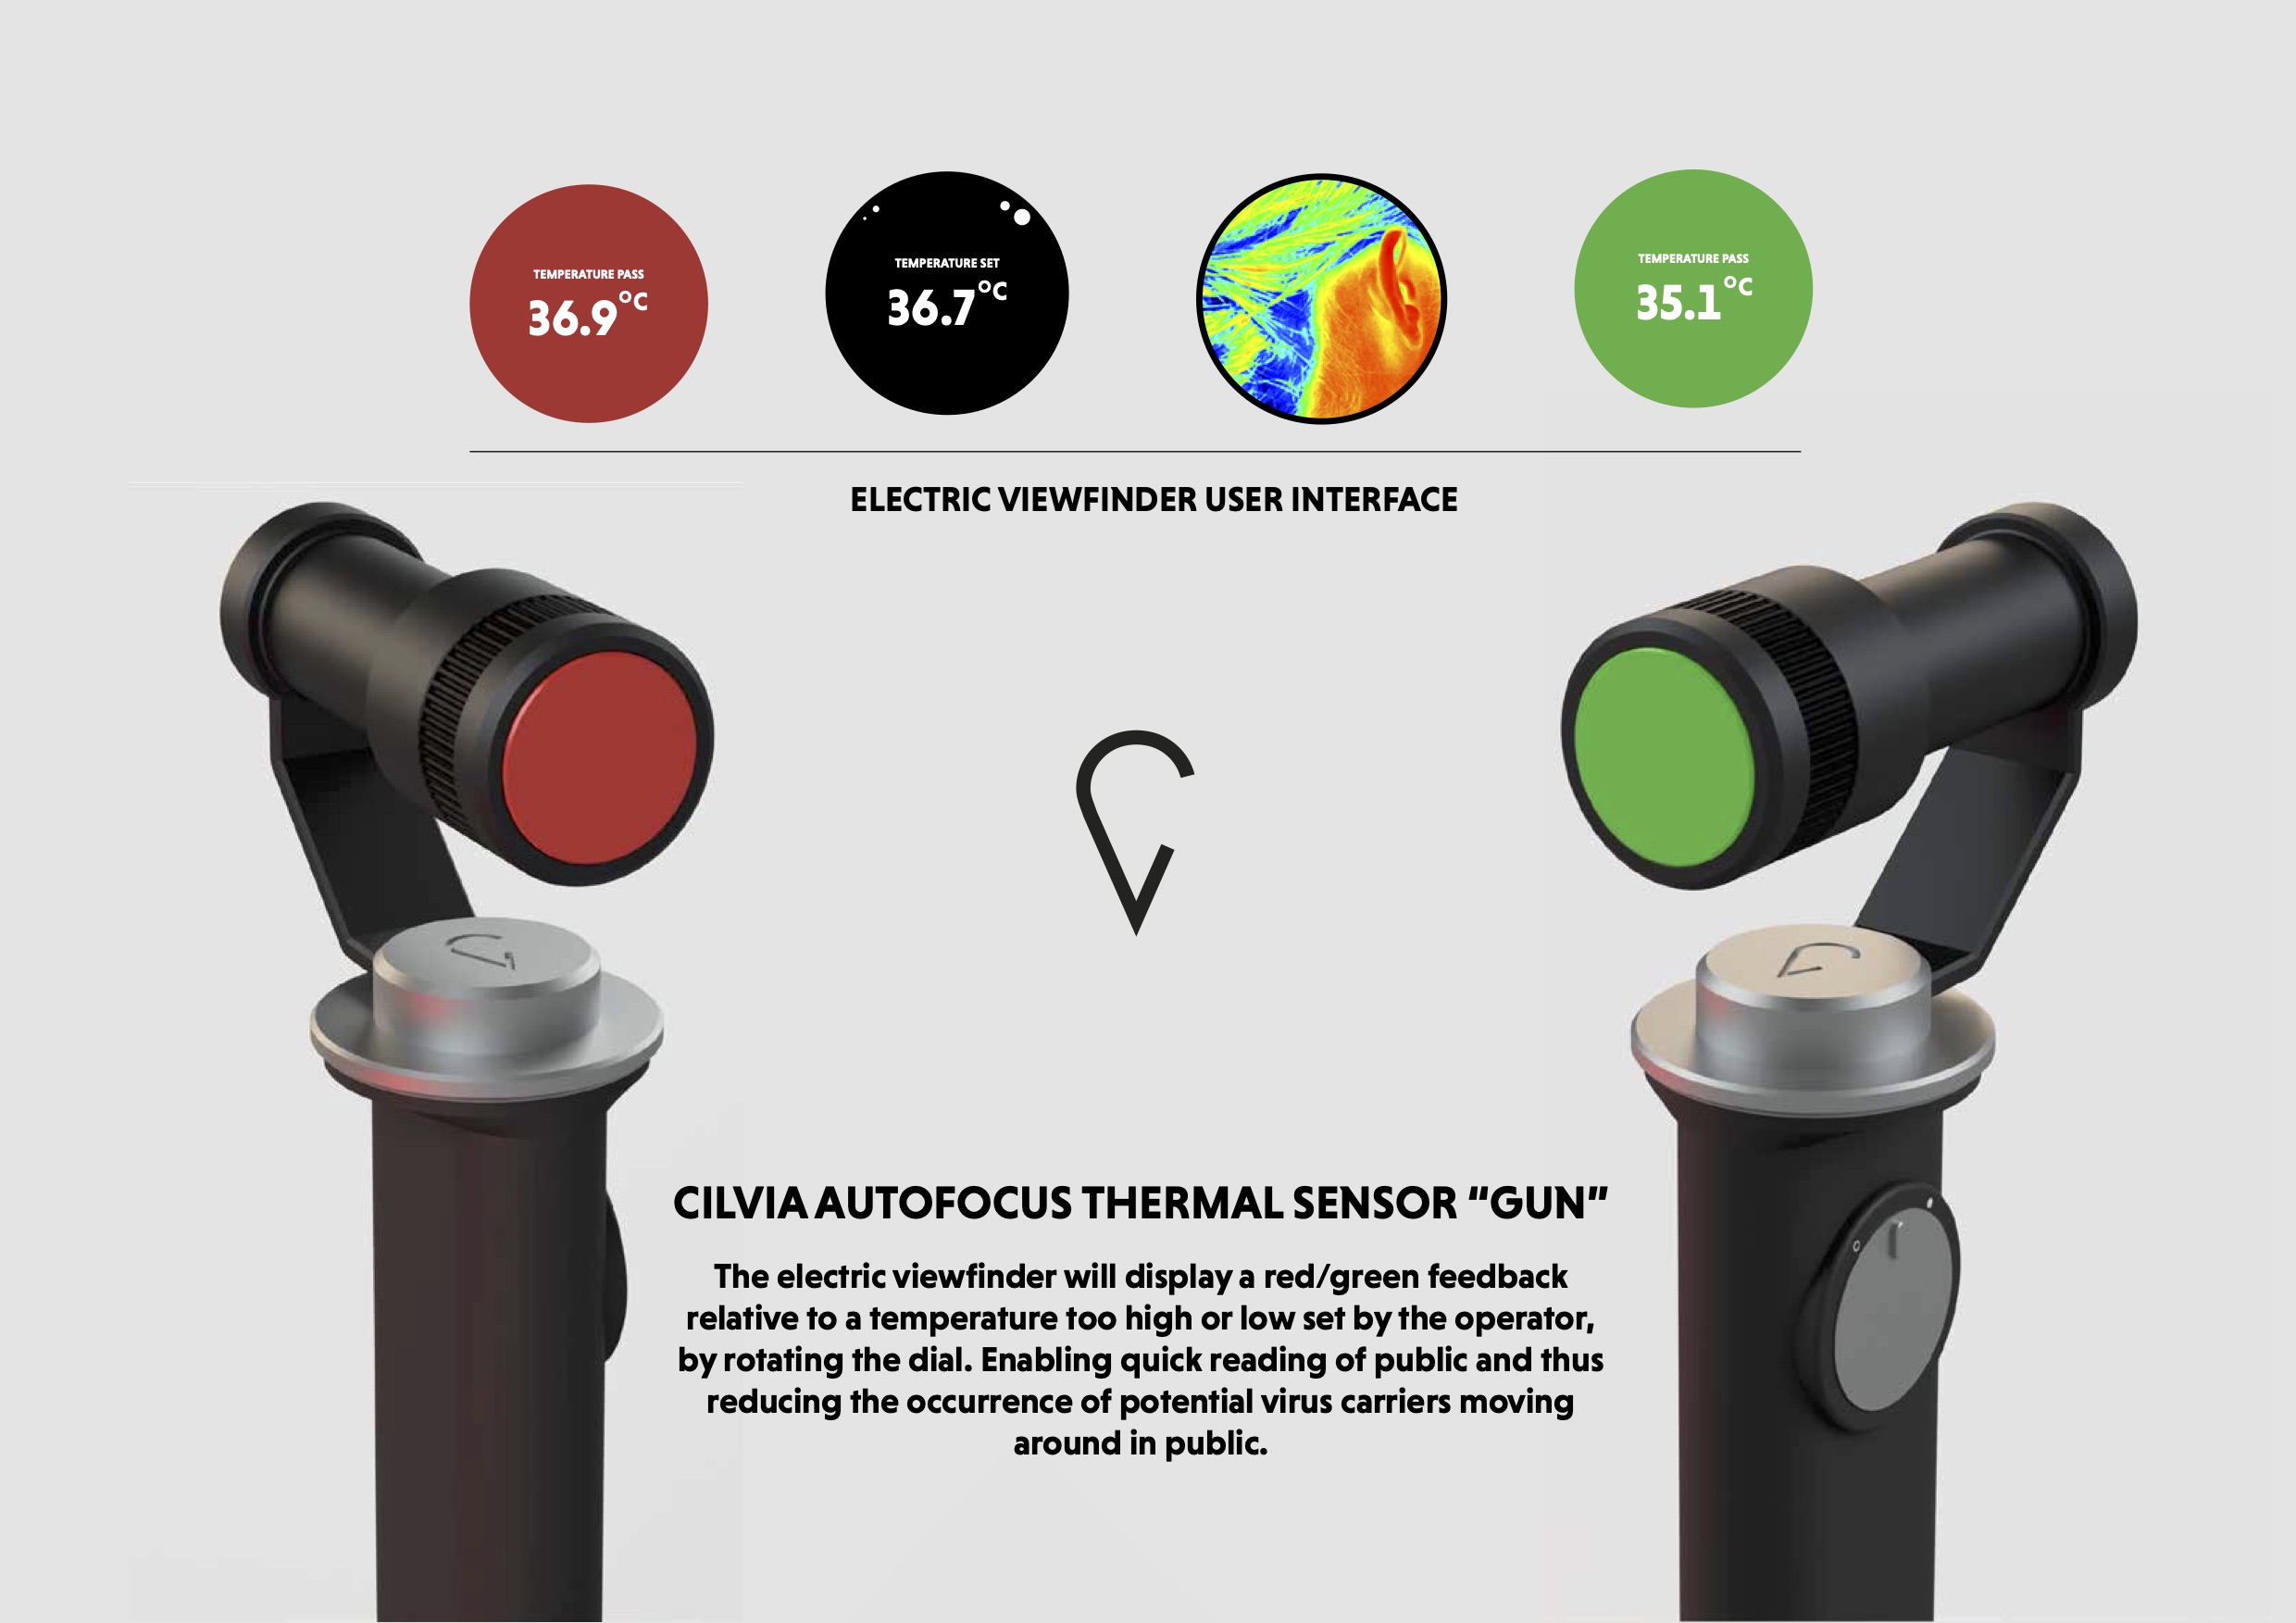 TEMPERATURE PASS
36.9°C
TEMPERATURE SET
36.7°C
TEMPERATURE PASS
35.1°C
ELECTRIC VIEWFINDER USER INTERFACE
CILVIA AUTOFOCUS THERMAL SENSOR "GUN"
The electric viewfinder will display a red/green feedback
relative to a temperature too high or low set by the operator,
by rotating the dial. Enabling quick reading of public and thus
reducing the occurrence of potential virus carriers moving
around in public.